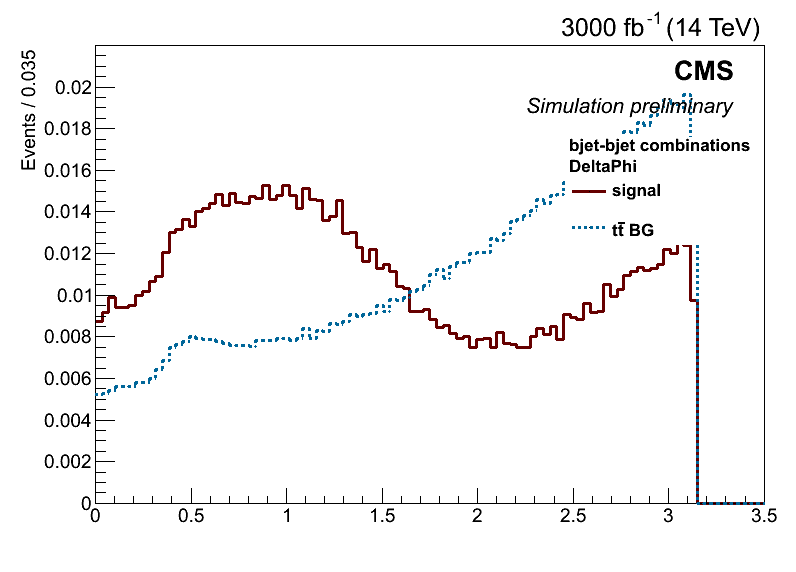 3000 fb⁻¹ (14 TeV)
CMS
Simulation preliminary
bjet-bjet combinations
DeltaPhi
signal
tt̄ BG
Events / 0.035
0.02
0.018
0.016
0.014
0.012
0.01
0.008
0.006
0.004
0.002
0
0 0.5 1 1.5 2 2.5 3 3.5